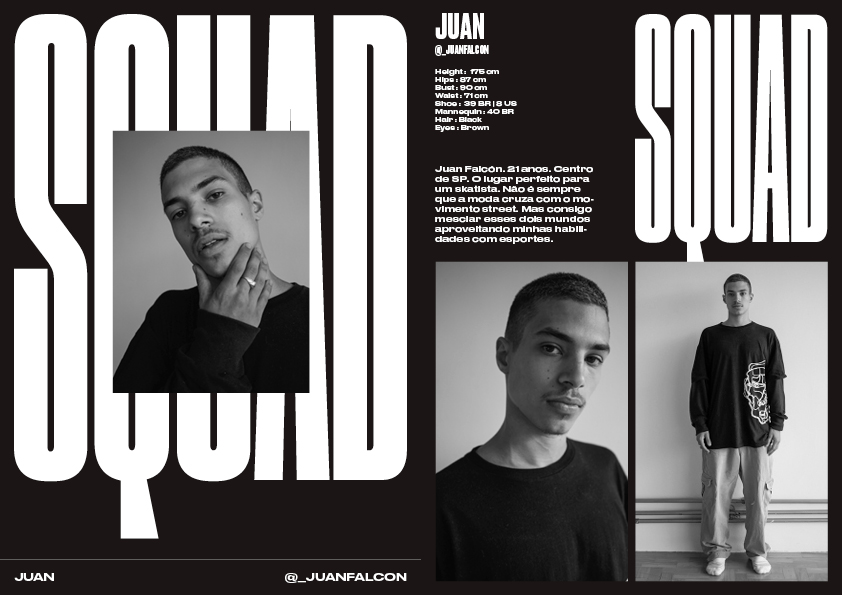 SQUAD
JUAN
@_JUANFALCON
JUAN
@_JUANFALCON
Height: 175 cm
Hips: 87 cm
Bust: 90 cm
Waist: 71 cm
Shoe: 39 BR | 8 US
Mannequin: 40 BR
Hair: Black
Eyes: Brown
Juan Falcón. 21 anos. Centro
de SP. O lugar perfeito para
um skatista. Não é sempre
que a moda cruza com o mo-
vimento street. Mas consigo
mesclar esses dois mundos
aproveitando minhas habili-
dades com esportes.
SQUAD